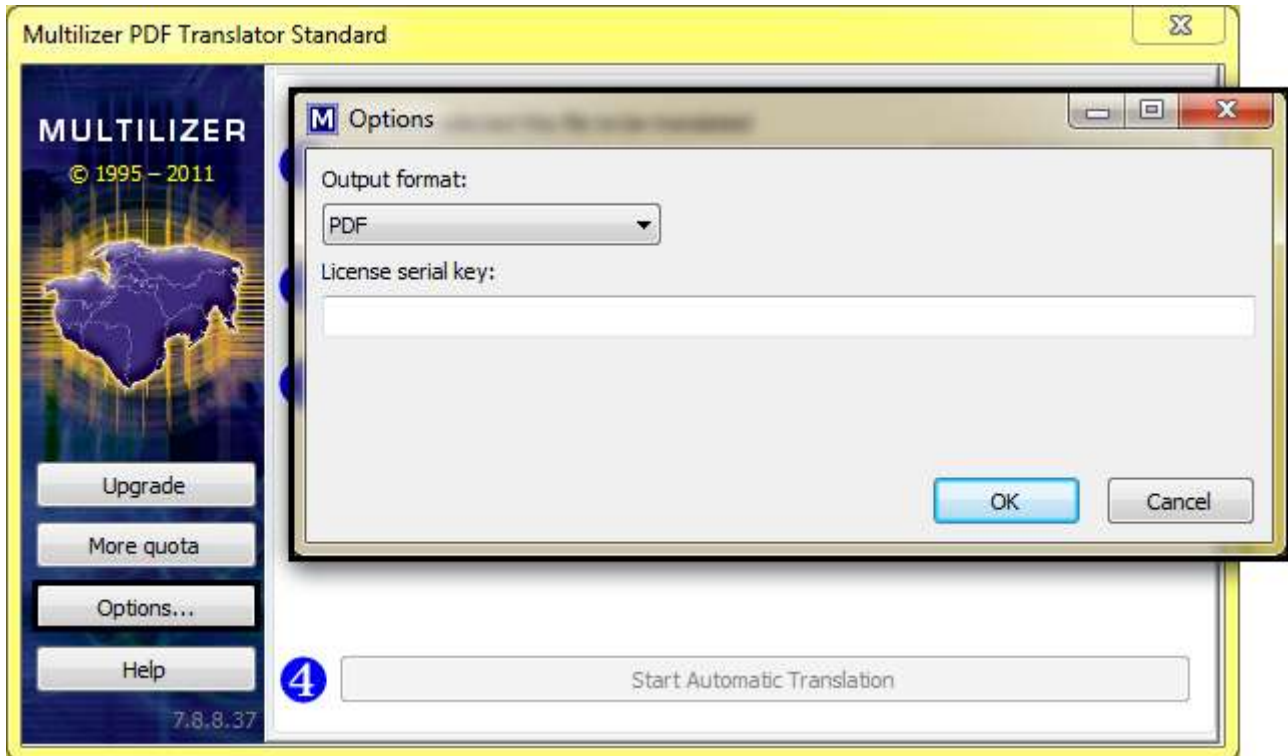 Multilizer PDF Translator Standard
MULTILIZER
© 1995 – 2011
Upgrade
More quota
Options...
Help
7.8.8.37
M Options
Output format:
PDF
License serial key:
OK
Cancel
4
Start Automatic Translation